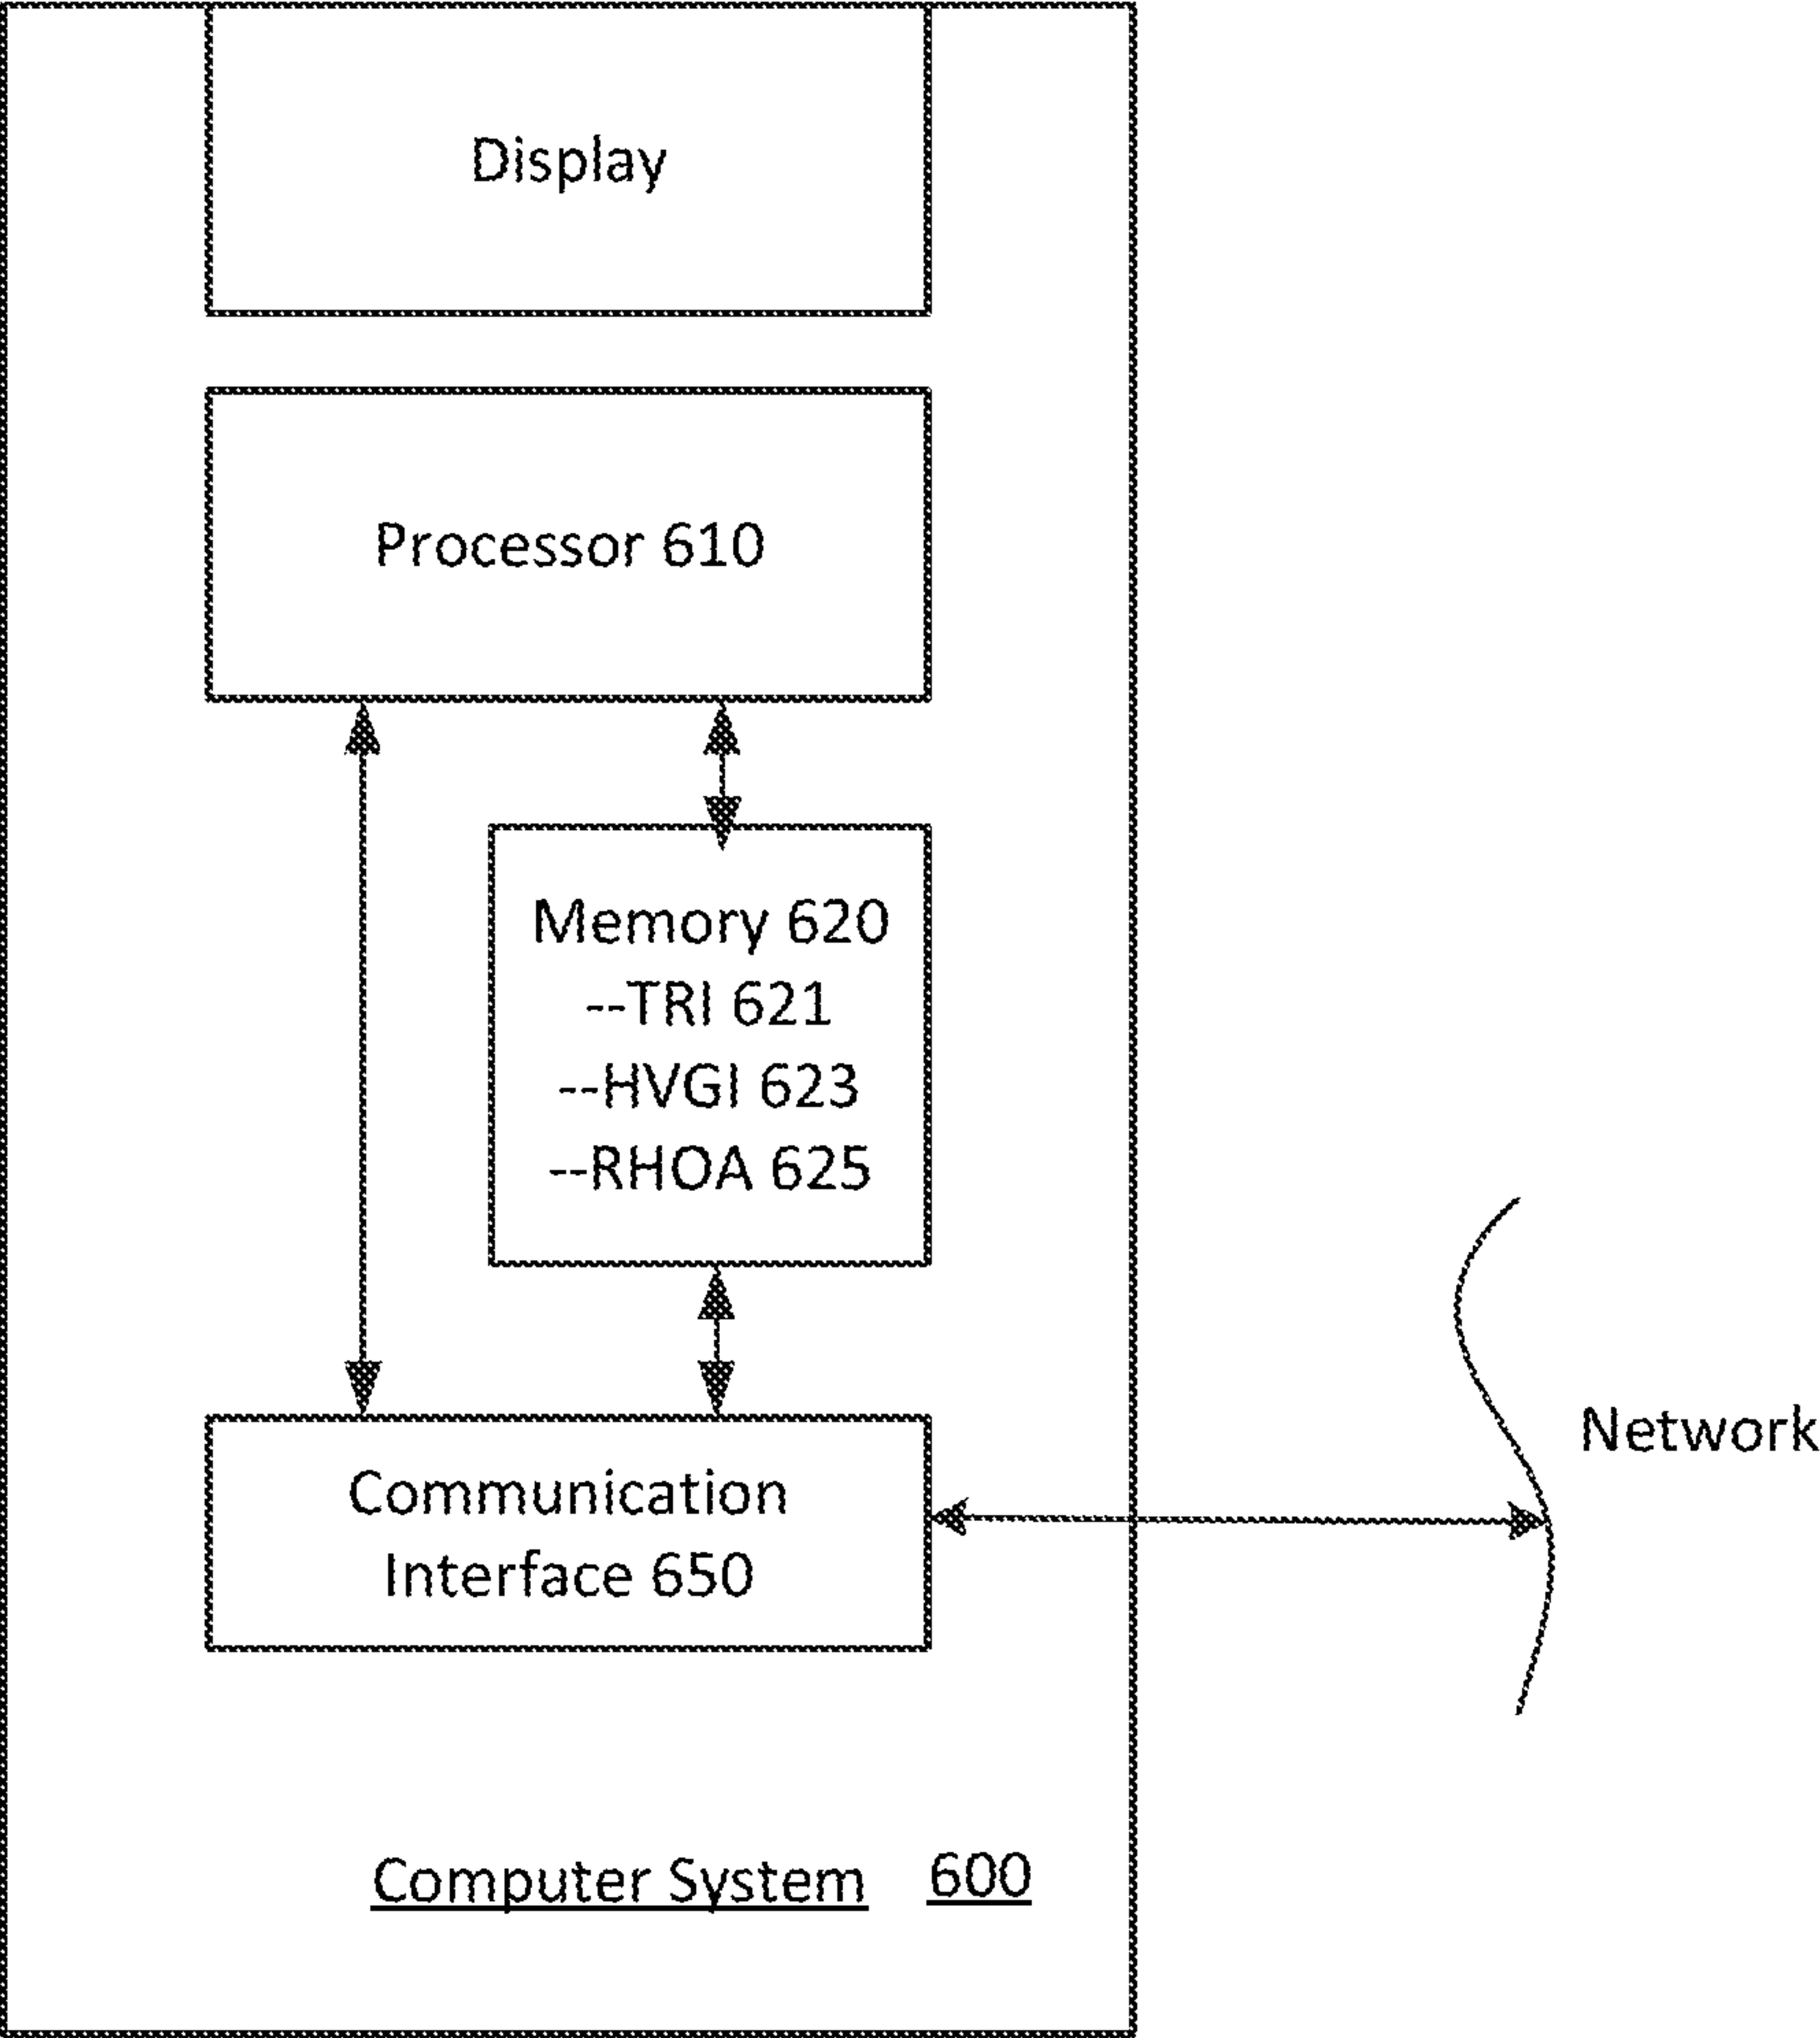 Display
Processor 610
Memory 620
--TRI 621
--HVGI 623
--RHOA 625
Communication
Interface 650
Network
Computer System 600